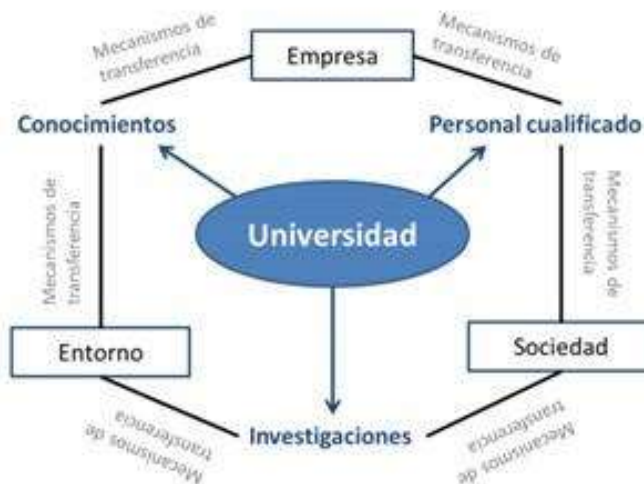 Mecanismos de
transferencia
Empresa
Mecanismos de
transferencia
Conocimientos
Personal cualificado
Mecanismos de
transferencia
Universidad
Mecanismos de
transferencia
Entorno
Sociedad
Mecanismos de
transferencia
Investigaciones
Mecanismos de
transferencia